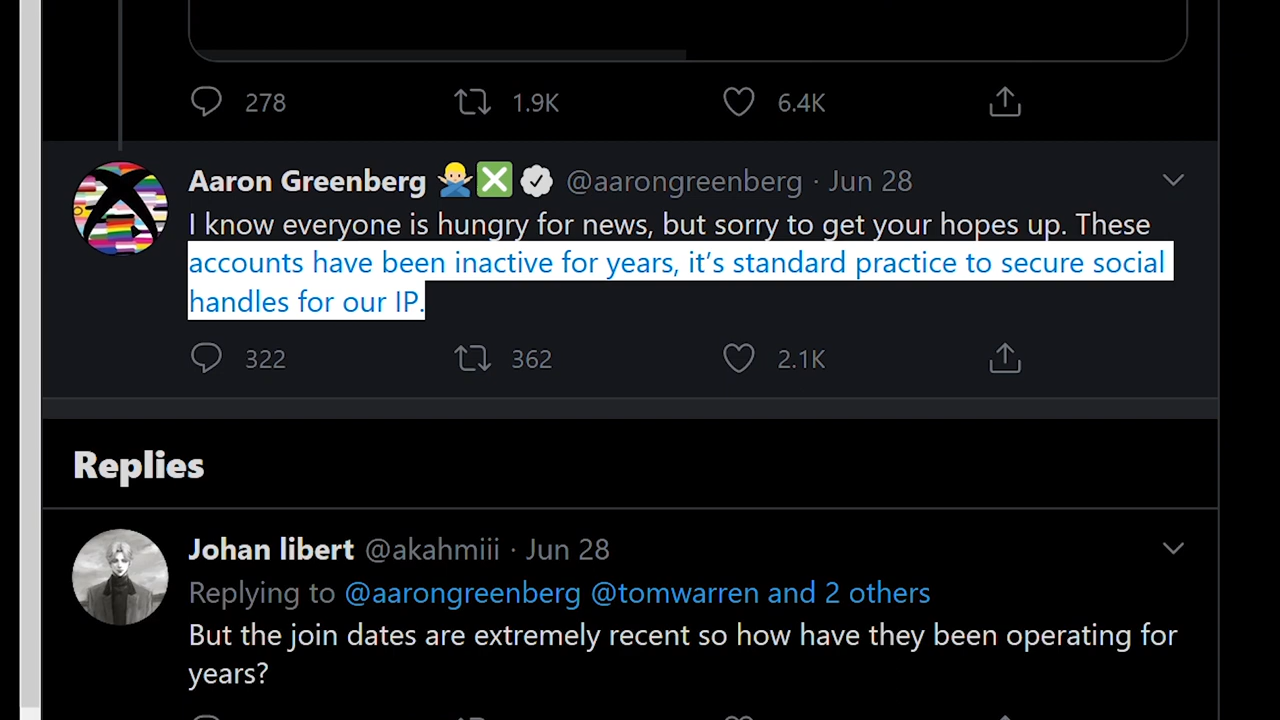 278 1.9K 6.4K
Aaron Greenberg @aarongreenberg · Jun 28
I know everyone is hungry for news, but sorry to get your hopes up. These
accounts have been inactive for years, it's standard practice to secure social
handles for our IP.
322 362 2.1K
Replies
Johan libert @akahmiii · Jun 28
Replying to @aarongreenberg @tomwarren and 2 others
But the join dates are extremely recent so how have they been operating for
years?